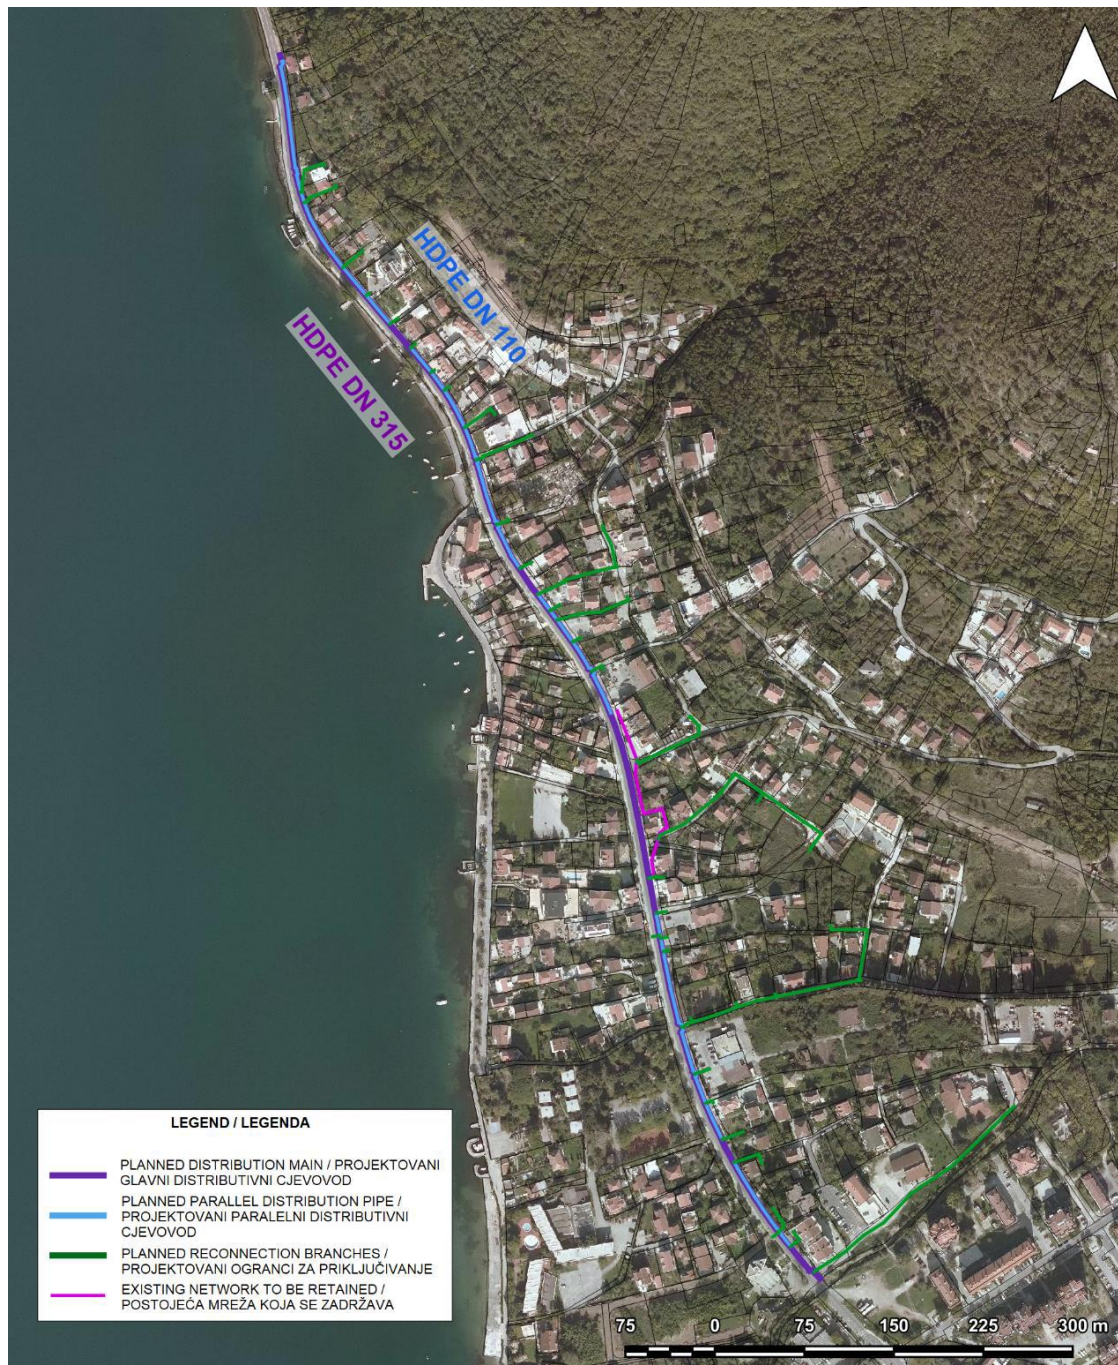 HDPE DN 110
HDPE DN 315
LEGEND / LEGENDA
PLANNED DISTRIBUTION MAIN / PROJEKTOVANI
GLAVNI DISTRIBUTIVNI CJEVOVOD
PLANNED PARALLEL DISTRIBUTION PIPE /
PROJEKTOVANI PARALELNI DISTRIBUTIVNI
CJEVOVOD
PLANNED RECONNECTION BRANCHES /
PROJEKTOVANI OGRANCI ZA PRIKLJUČIVANJE
EXISTING NETWORK TO BE RETAINED /
POSTOJEĆA MREŽA KOJA SE ZADRŽAVA
75 0 75 150 225 300 m